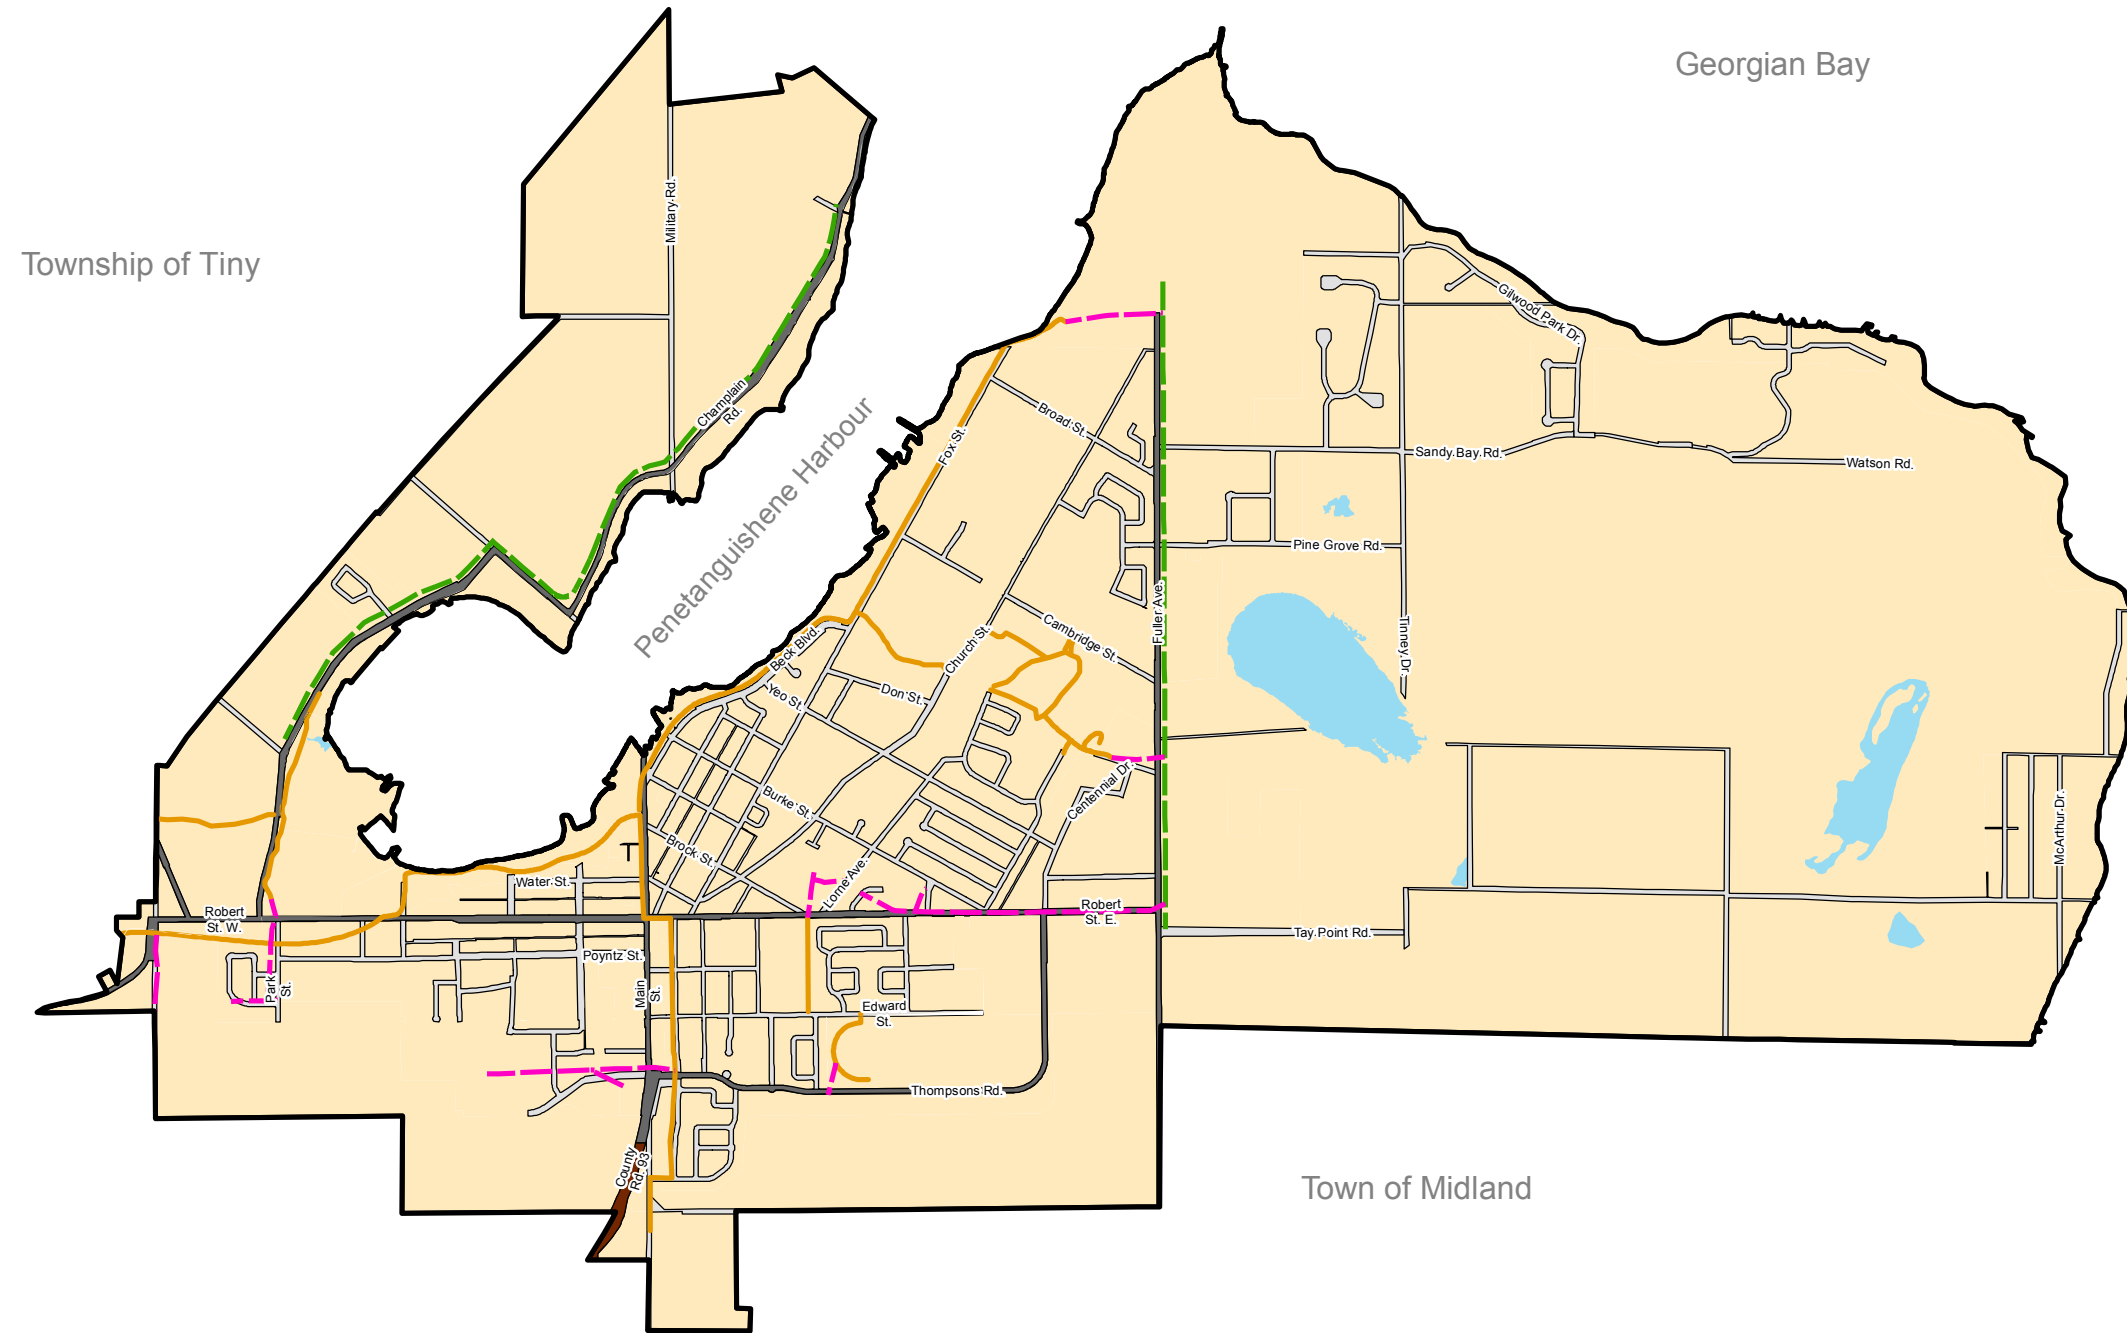 Georgian Bay
Township of Tiny
Military Rd.
Gilwood Park Dr.
Champlain
Rd.
Penetanguishene Harbour
Broad St.
Fox St.
Sandy Bay Rd.
Watson Rd.
Pine Grove Rd.
Fuller Ave.
Tinney Dr.
Cambridge St.
Church St.
Beck Blvd.
Don St.
Yeo St.
Centennial Dr.
Burke St.
McArthur Dr.
Brock St.
Lorne Ave.
Water St.
Robert
St. W.
Robert
St. E.
Tay Point Rd.
Poyntz St.
Park
St.
Main
St.
Edward
St.
Thompsons Rd.
County
Rd. 93
Town of Midland